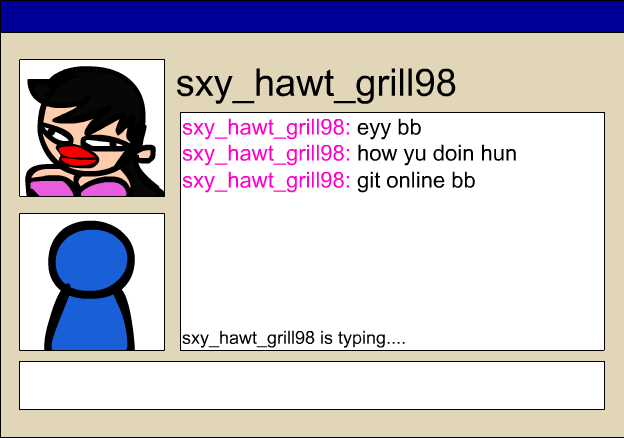 sxy_hawt_grill98
sxy_hawt_grill98: eyy bb
sxy_hawt_grill98: how yu doin hun
sxy_hawt_grill98: git online bb
sxy_hawt_grill98 is typing....